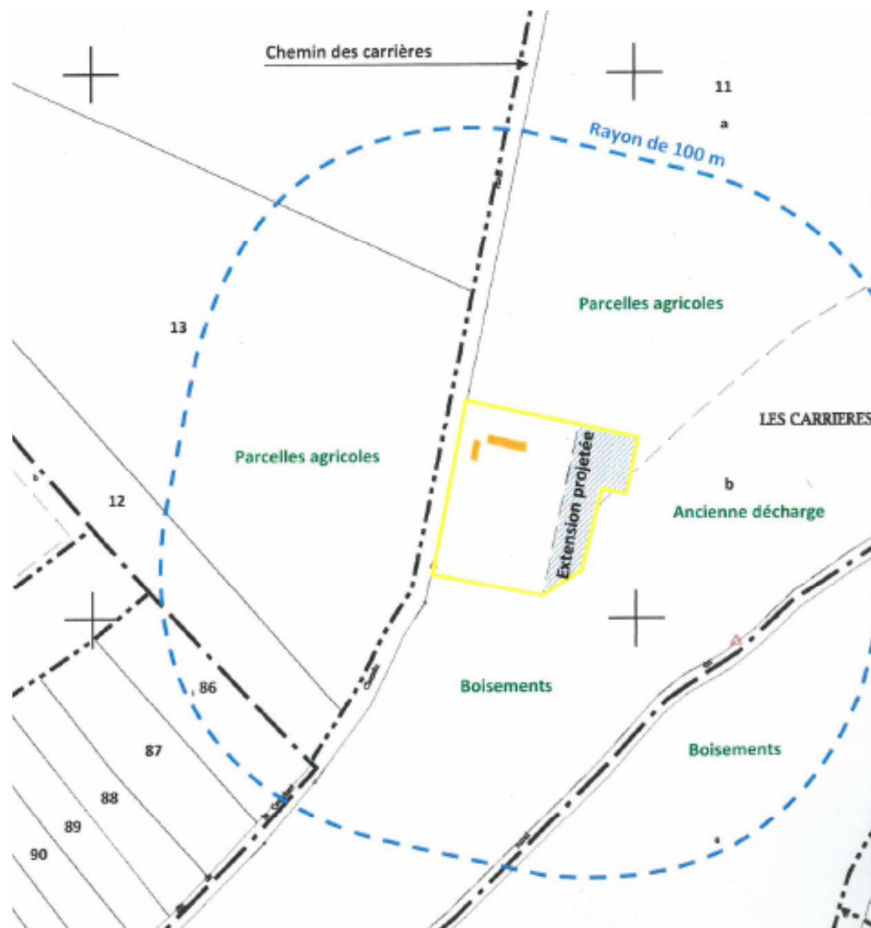 Chemin des carrières
11
a
Rayon de 100 m
Parcelles agricoles
13
LES CARRIERES
Parcelles agricoles
Extension projetée
b
12
Ancienne décharge
86
Boisements
87
Boisements
88
89
90